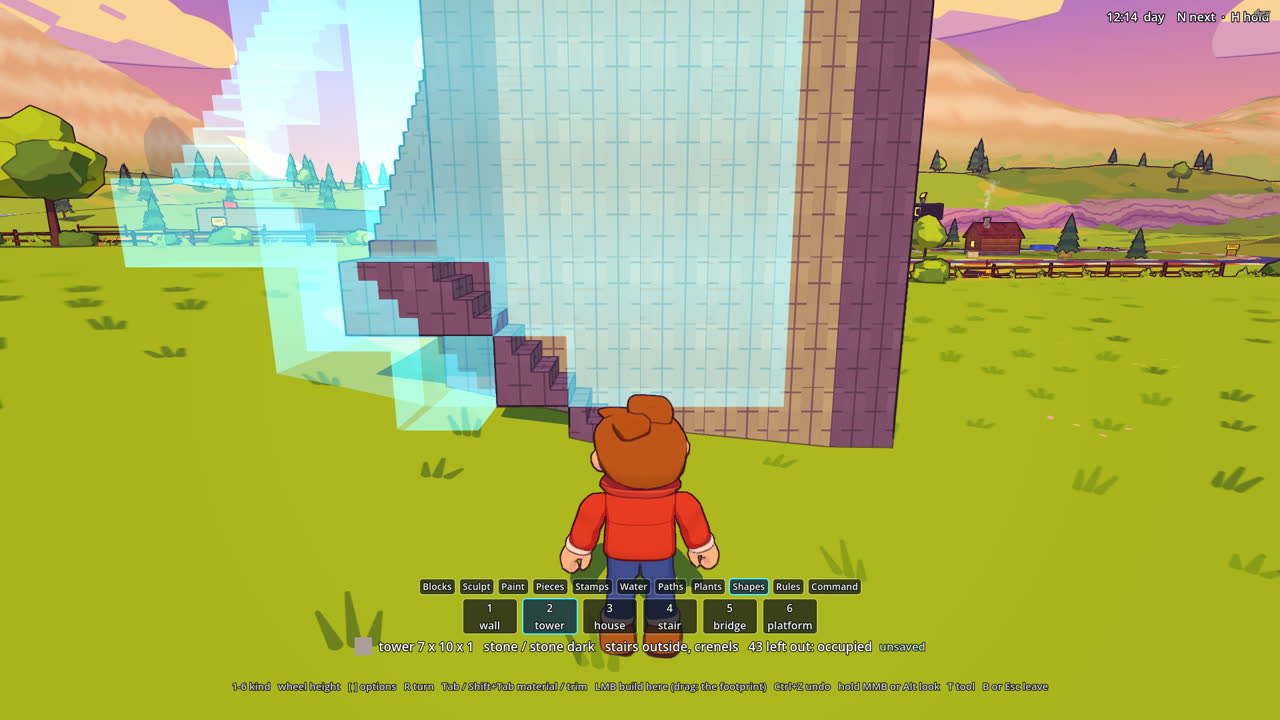 12:14 day N next · H hold
Blocks Sculpt Paint Pieces Stamps Water Paths Plants Shapes Rules Command
1 2 3 4 5 6
wall tower house stair bridge platform
tower 7 x 10 x 1 stone / stone dark stairs outside, crenels 43 left out: occupied unsaved
1-6 kind wheel height [ ] options R turn Tab / Shift+Tab material / trim LMB build here (drag: the footprint) Ctrl+Z undo hold MMB or Alt look T tool B or Esc leave